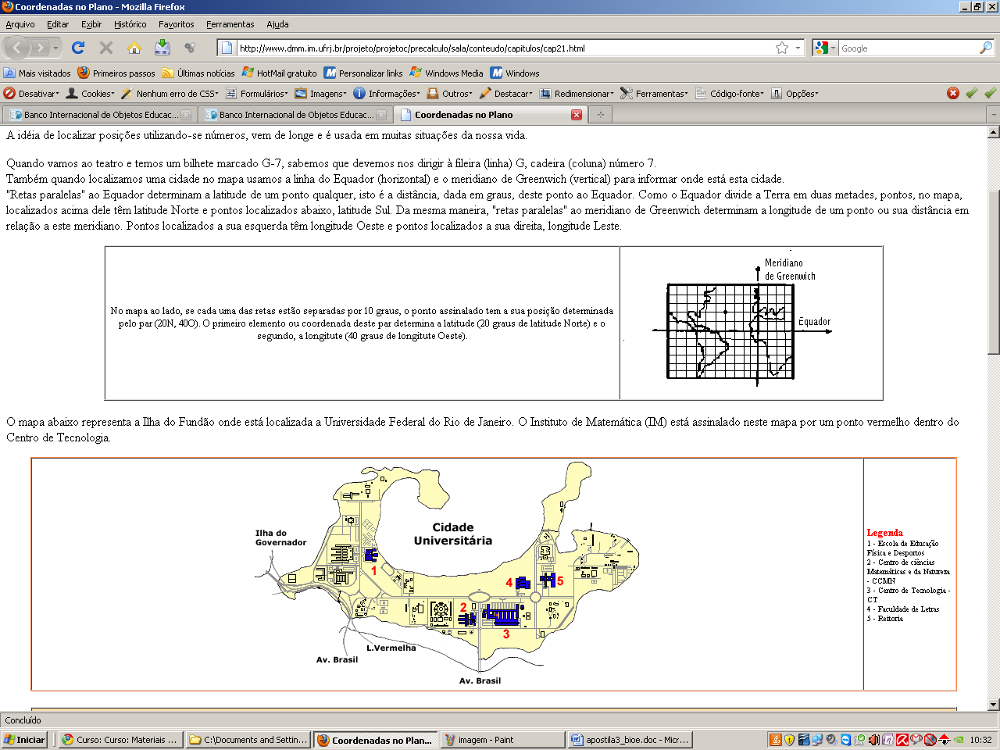 Coordenadas no Plano - Mozilla Firefox
Arquivo Editar Exibir Histórico Favoritos Ferramentas Ajuda
http://www.dmm.im.ufrj.br/projeto/projetoc/precalculo/sala/conteudo/capitulos/cap21.html
Google
Mais visitados Primeiros passos Últimas notícias HotMail gratuito Personalizar links Windows Media Windows
Desativar Cookies Nenhum erro de CSS Formulários Imagens Informações Outros Destacar Redimensionar Ferramentas Código-fonte Opções
Banco Internacional de Objetos Educac... Banco Internacional de Objetos Educac... Coordenadas no Plano
A idéia de localizar posições utilizando-se números, vem de longe e é usada em muitas situações da nossa vida.
Quando vamos ao teatro e temos um bilhete marcado G-7, sabemos que devemos nos dirigir à fileira (linha) G, cadeira (coluna) número 7.
Também quando localizamos uma cidade no mapa usamos a linha do Equador (horizontal) e o meridiano de Greenwich (vertical) para informar onde está esta cidade.
"Retas paralelas" ao Equador determinam a latitude de um ponto qualquer, isto é a distância, dada em graus, deste ponto ao Equador. Como o Equador divide a Terra em duas metades, pontos, no mapa,
localizados acima dele têm latitude Norte e pontos localizados abaixo, latitude Sul. Da mesma maneira, "retas paralelas" ao meridiano de Greenwich determinam a longitude de um ponto ou sua distância em
relação a este meridiano. Pontos localizados a sua esquerda têm longitude Oeste e pontos localizados a sua direita, longitude Leste.
No mapa ao lado, se cada uma das retas estão separadas por 10 graus, o ponto assinalado tem a sua posição determinada
pelo par (20N, 40O). O primeiro elemento ou coordenada deste par determina a latitude (20 graus de latitude Norte) e o
segundo, a longitute (40 graus de longitute Oeste).
Meridiano
de Greenwich
Equador
O mapa abaixo representa a Ilha do Fundão onde está localizada a Universidade Federal do Rio de Janeiro. O Instituto de Matemática (IM) está assinalado neste mapa por um ponto vermelho dentro do
Centro de Tecnologia.
Cidade
Universitária
Ilha do
Governador
1
5
4
2
3
L.Vermelha
Av. Brasil
Av. Brasil
Legenda
1 - Escola de Educação
Física e Desportos
2 - Centro de ciências
Matemáticas e da Natureza
- CCMN
3 - Centro de Tecnologia -
CT
4 - Faculdade de Letras
5 - Reitoria
Concluído
Iniciar Curso: Curso: Materiais ... C:\Documents and Settin... Coordenadas no Plan... imagem - Paint apostila3_bioe.doc - Micr... 10:32